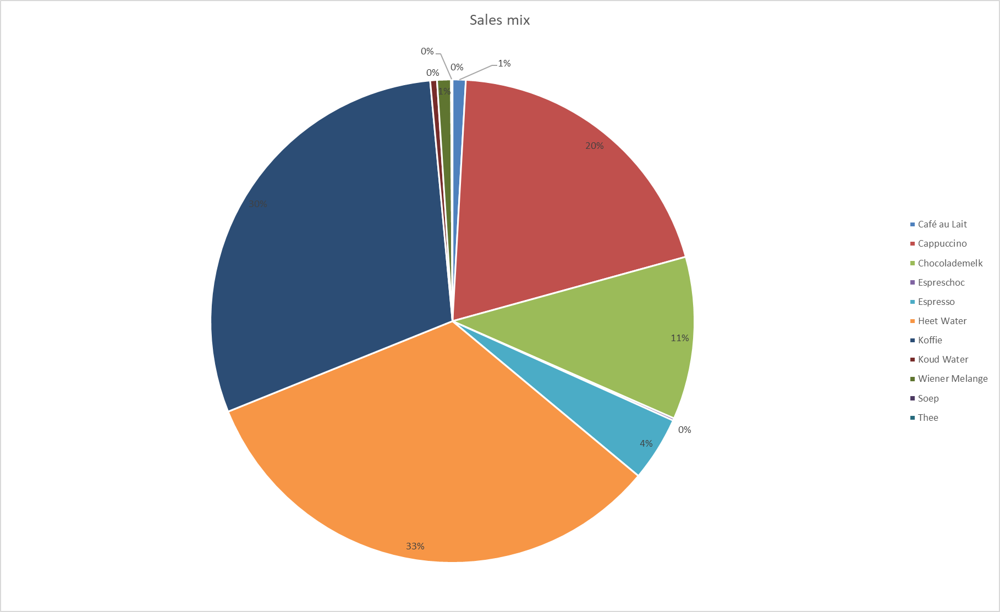 Sales mix
0%
0%
0%
1%
1%
20%
30%
11%
0%
4%
33%
Café au Lait
Cappuccino
Chocolademelk
Espreschoc
Espresso
Heet Water
Koffie
Koud Water
Wiener Melange
Soep
Thee